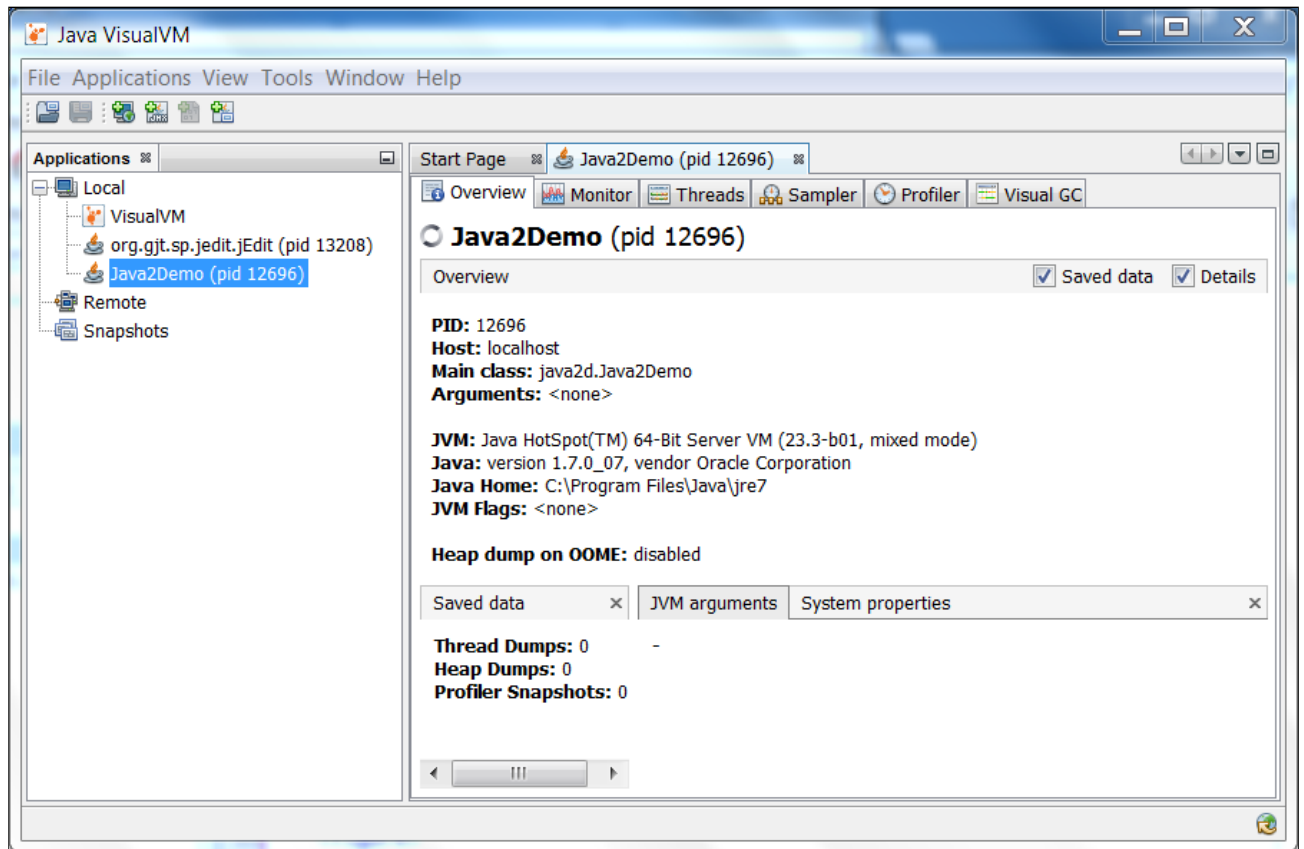 Java VisualVM
File Applications View Tools Window Help
Applications
Local
VisualVM
org.gjt.sp.jedit.jEdit (pid 13208)
Java2Demo (pid 12696)
Remote
Snapshots
Start Page Java2Demo (pid 12696)
Overview Monitor Threads Sampler Profiler Visual GC
Java2Demo (pid 12696)
Overview Saved data Details
PID: 12696
Host: localhost
Main class: java2d.Java2Demo
Arguments: <none>
JVM: Java HotSpot(TM) 64-Bit Server VM (23.3-b01, mixed mode)
Java: version 1.7.0_07, vendor Oracle Corporation
Java Home: C:\Program Files\Java\jre7
JVM Flags: <none>
Heap dump on OOME: disabled
Saved data JVM arguments System properties
Thread Dumps: 0 -
Heap Dumps: 0
Profiler Snapshots: 0